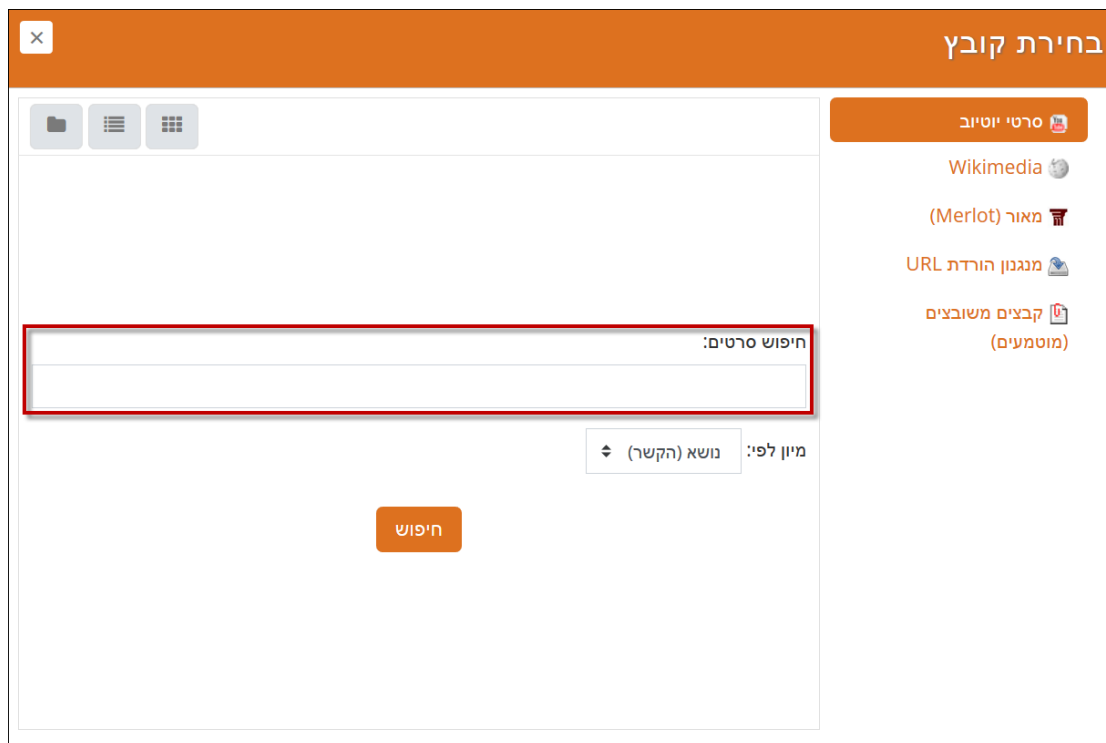 בחירת קובץ
סרטי יוטיוב
Wikimedia
מאור (Merlot)
מנגנון הורדת URL
קבצים משובצים
(מוטמעים)
חיפוש סרטים:
מיון לפי: נושא (הקשר)
חיפוש